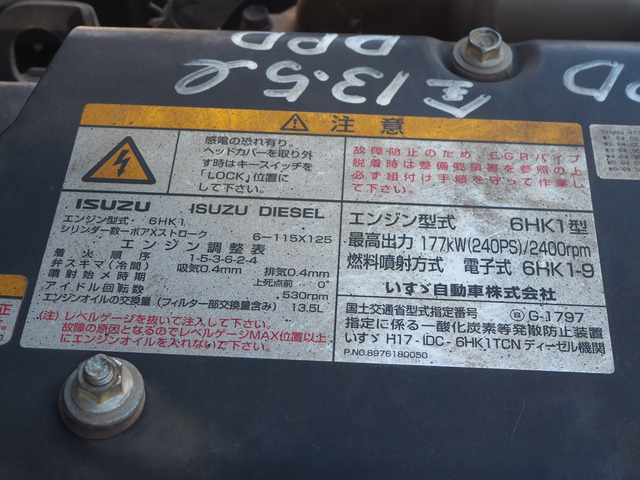 DPD
DPD
全13.5ℓ
注意
感電の恐れ有り。
ヘッドカバーを取り外
す時はキースイッチを
「LOCK」位置に
して下さい。
故障防止のため、EGRパイプ
脱着時は整備要領書を参照の上
必ず組付け手順を守って作業し
て下さい。
ISUZU ISUZU DIESEL
エンジン型式: 6HK1
シリンダ数-ボアXストローク 6-115X125
エンジン調整表
着火順序 1-5-3-6-2-4
弁スキマ(冷間) 吸気0.4mm 排気0.4mm
噴射始メ時期 上死点前 0°
アイドル回転数 530rpm
エンジンオイルの交換量(フィルター部交換量含み) 13.5L
(注)レベルゲージを抜いて注入して下さい。
故障の原因となるのでレベルゲージMAX位置以上
にエンジンオイルを入れないで下さい。
エンジン型式 6HK1型
最高出力 177kW(240PS)/2400rpm
燃料噴射方式 電子式 6HK1-9
いすゞ自動車株式会社
国土交通省型式指定番号 G-1797
指定に係る一酸化炭素等発散防止装置
いすゞ H17-IDC-6HK1TCN ディーゼル機関
P.NO.8976180050